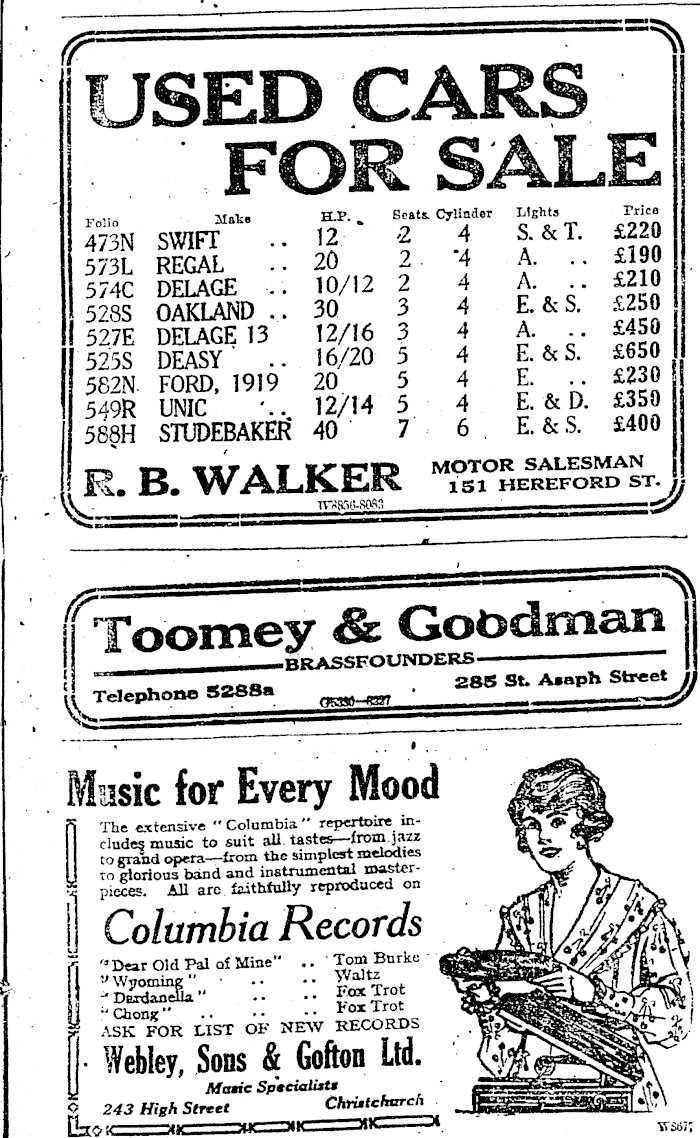 USED CARS
FOR SALE
Folio Make H.P. Seats Cylinder Lights Price
473N SWIFT .. 12 2 4 S. & T. £220
573L REGAL .. 20 2 4 A. .. £190
574C DELAGE .. 10/12 2 4 A. .. £210
528S OAKLAND .. 30 3 4 E. & S. £250
527E DELAGE 13 12/16 3 4 A. .. £450
525S DEASY .. 16/20 5 4 E. & S. £650
582N FORD, 1919 20 5 4 E. .. £230
549R UNIC .. 12/14 5 4 E. & D. £350
588H STUDEBAKER 40 7 6 E. & S. £400
R. B. WALKER MOTOR SALESMAN
151 HEREFORD ST.
Toomey & Goodman
BRASSFOUNDERS
Telephone 5288a 285 St. Asaph Street
Music for Every Mood
The extensive "Columbia" repertoire in-
cludes music to suit all tastes—from jazz
to grand opera—from the simplest melodies
to glorious band and instrumental master-
pieces. All are faithfully reproduced on
Columbia Records
"Dear Old Pal of Mine" .. Tom Burke
"Wyoming" .. .. Waltz
"Dardanella" .. .. Fox Trot
"Chong" .. .. .. Fox Trot
ASK FOR LIST OF NEW RECORDS
Webley, Sons & Gofton Ltd.
Music Specialists
243 High Street Christchurch